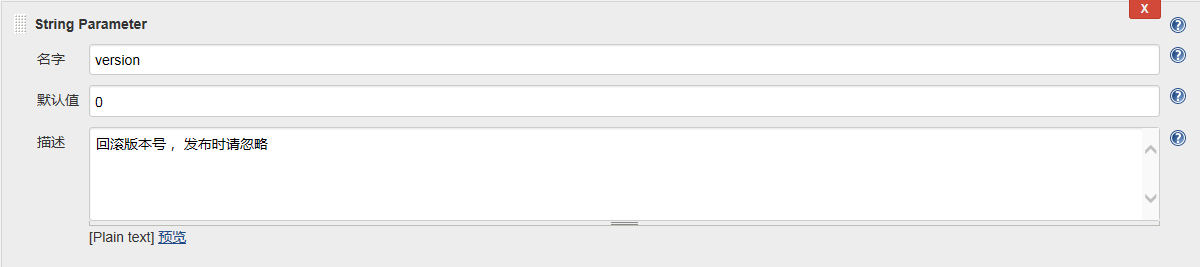 String Parameter
X
名字
version
默认值
0
描述
回滚版本号，发布时请忽略
[Plain text] 预览